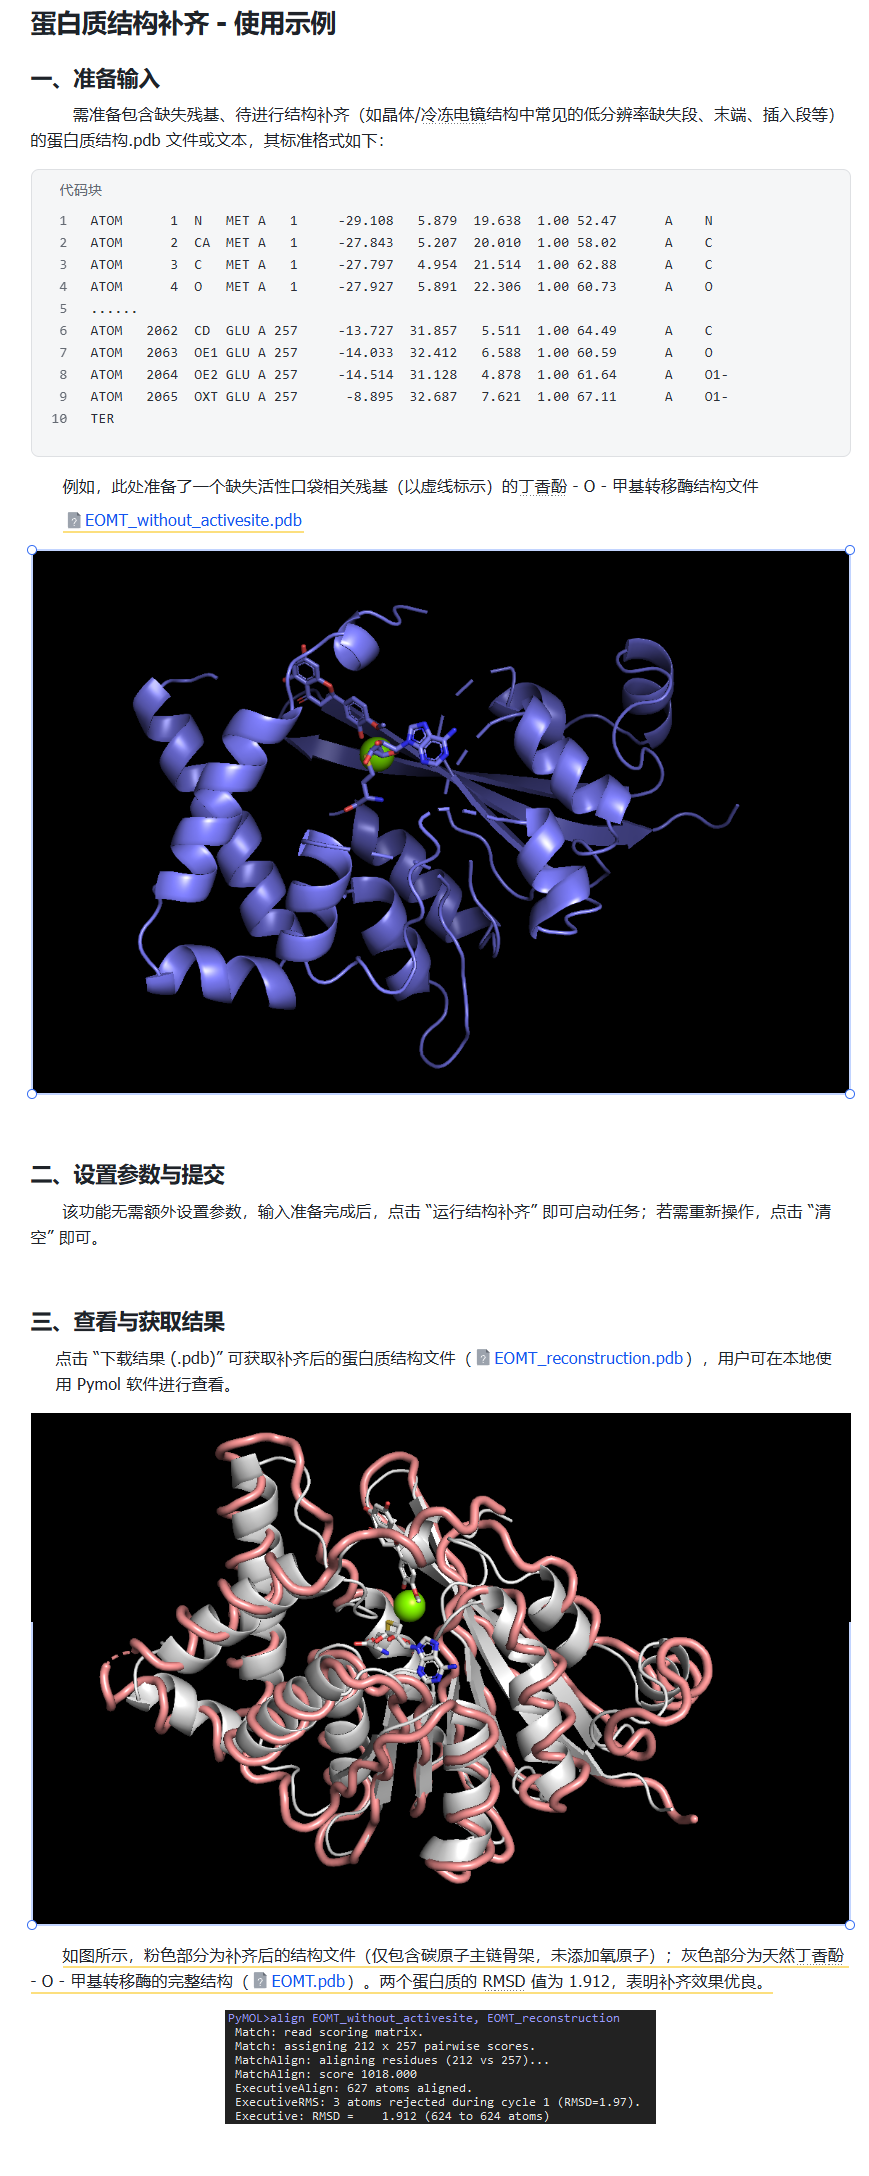 蛋白质结构补齐 - 使用示例
一、准备输入
需准备包含缺失残基、待进行结构补齐（如晶体/冷冻电镜结构中常见的低分辨率缺失段、末端、插入段等）
的蛋白质结构.pdb 文件或文本，其标准格式如下：
代码块
1 ATOM 1 N MET A 1 -29.108 5.879 19.638 1.00 52.47 A N
2 ATOM 2 CA MET A 1 -27.843 5.207 20.010 1.00 58.02 A C
3 ATOM 3 C MET A 1 -27.797 4.954 21.514 1.00 62.88 A C
4 ATOM 4 O MET A 1 -27.927 5.891 22.306 1.00 60.73 A O
5 ......
6 ATOM 2062 CD GLU A 257 -13.727 31.857 5.511 1.00 64.49 A C
7 ATOM 2063 OE1 GLU A 257 -14.033 32.412 6.588 1.00 60.59 A O
8 ATOM 2064 OE2 GLU A 257 -14.514 31.128 4.878 1.00 61.64 A O1-
9 ATOM 2065 OXT GLU A 257 -8.895 32.687 7.621 1.00 67.11 A O1-
10 TER
例如，此处准备了一个缺失活性口袋相关残基（以虚线标示）的丁香酚 - O - 甲基转移酶结构文件
EOMT_without_activesite.pdb
二、设置参数与提交
该功能无需额外设置参数，输入准备完成后，点击 “运行结构补齐” 即可启动任务；若需重新操作，点击 “清
空” 即可。
三、查看与获取结果
点击 “下载结果 (.pdb)” 可获取补齐后的蛋白质结构文件（ EOMT_reconstruction.pdb），用户可在本地使
用 Pymol 软件进行查看。
如图所示，粉色部分为补齐后的结构文件（仅包含碳原子主链骨架，未添加氧原子）；灰色部分为天然丁香酚
- O - 甲基转移酶的完整结构（ EOMT.pdb）。两个蛋白质的 RMSD 值为 1.912，表明补齐效果优良。
PyMOL>align EOMT_without_activesite, EOMT_reconstruction
Match: read scoring matrix.
Match: assigning 212 x 257 pairwise scores.
MatchAlign: aligning residues (212 vs 257)...
MatchAlign: score 1018.000
ExecutiveAlign: 627 atoms aligned.
ExecutiveRMS: 3 atoms rejected during cycle 1 (RMSD=1.97).
Executive: RMSD = 1.912 (624 to 624 atoms)